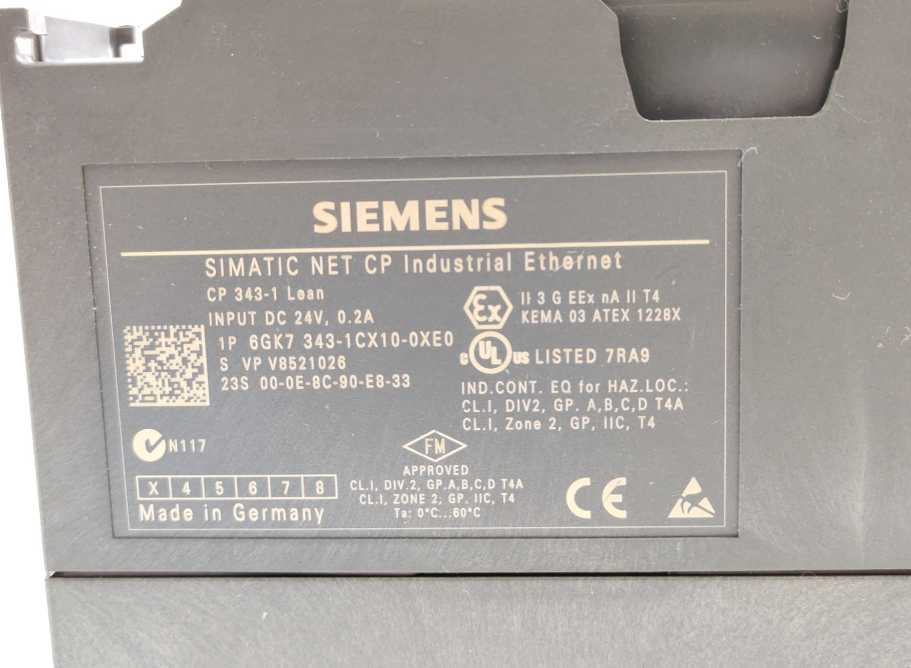 SIEMENS
SIMATIC NET CP Industrial Ethernet
CP 343-1 Lean
INPUT DC 24V, 0.2A
1P 6GK7 343-1CX10-0XE0
S VP V8521026
23S 00-0E-8C-90-E8-33
Ex
II 3 G EEx nA II T4
KEMA 03 ATEX 1228X
c UL us LISTED 7RA9
IND.CONT. EQ for HAZ.LOC.:
CL.I, DIV2, GP. A,B,C,D T4A
CL.I, Zone 2, GP, IIC, T4
N117
FM
APPROVED
CL.I, DIV.2, GP.A,B,C,D T4A
CL.I, ZONE 2; GP. IIC, T4
Ta: 0°C...60°C
X 4 5 6 7 8
Made in Germany
CE